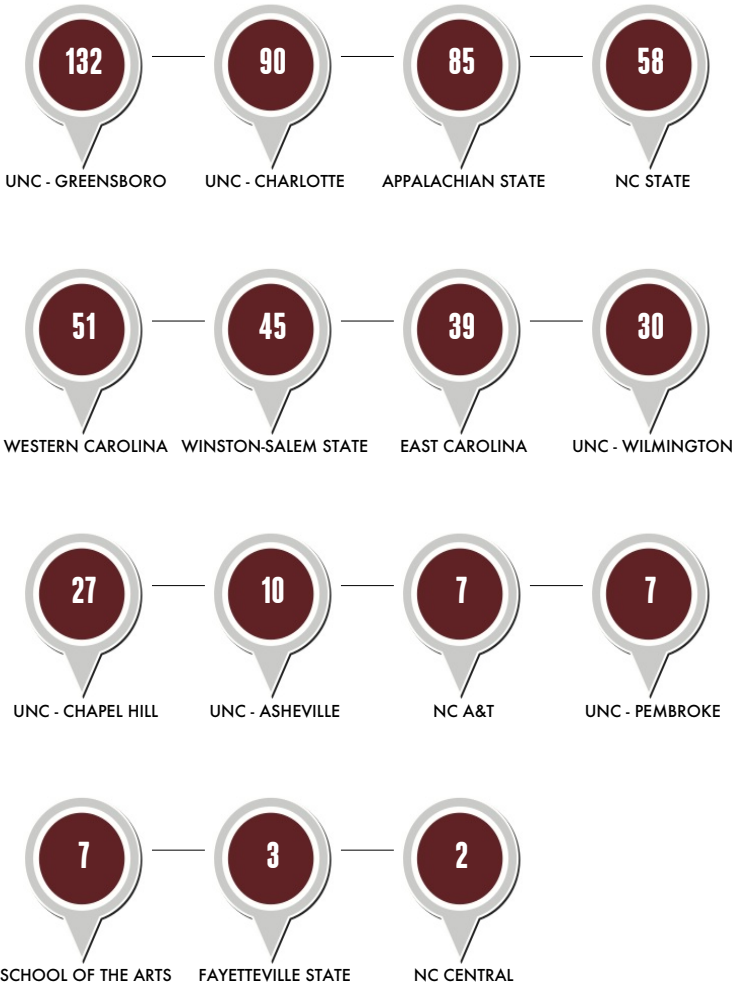 132 90 85 58
UNC - GREENSBORO UNC - CHARLOTTE APPALACHIAN STATE NC STATE
51 45 39 30
WESTERN CAROLINA WINSTON-SALEM STATE EAST CAROLINA UNC - WILMINGTON
27 10 7 7
UNC - CHAPEL HILL UNC - ASHEVILLE NC A&T UNC - PEMBROKE
7 3 2
SCHOOL OF THE ARTS FAYETTEVILLE STATE NC CENTRAL